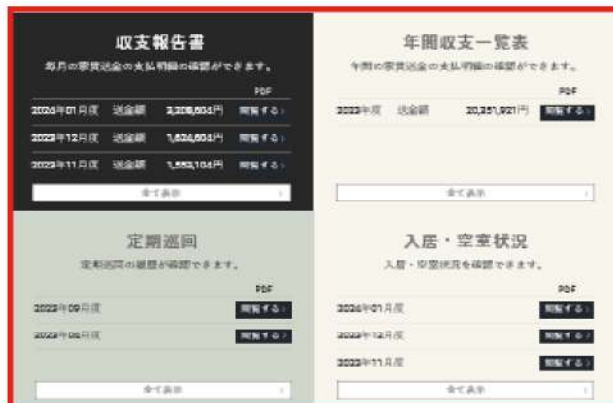 収支報告書
毎月の家賃送金の支払明細の確認ができます。
PDF
2024年01月度 送金額 閲覧する
2023年12月度 送金額 閲覧する
2023年11月度 送金額 閲覧する
全て表示
年間収支一覧表
年間の家賃送金の支払明細の確認ができます。
PDF
2023年度 送金額 20,351,921円 閲覧する
全て表示
定期巡回
定期巡回の履歴が確認できます。
PDF
2023年09月度 閲覧する
閲覧する
全て表示
入居・空室状況
入居・空室状況を確認できます。
PDF
2024年01月度 閲覧する
2023年12月度 閲覧する
2023年11月度 閲覧する
全て表示